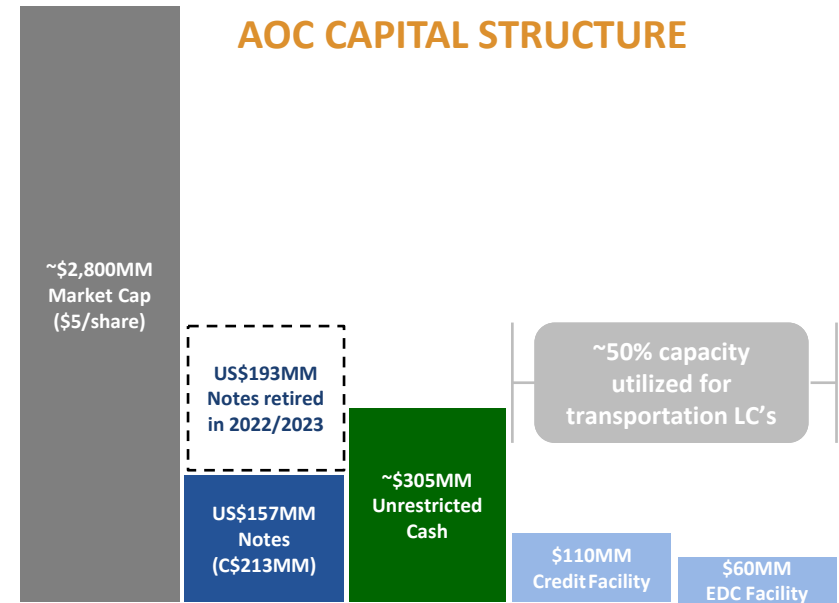 AOC CAPITAL STRUCTURE
~$2,800MM
Market Cap
($5/share)
US$193MM
Notes retired
in 2022/2023
US$157MM
Notes
(C$213MM)
~$305MM
Unrestricted
Cash
~50% capacity
utilized for
transportation LC's
$110MM
Credit Facility
$60MM
EDC Facility